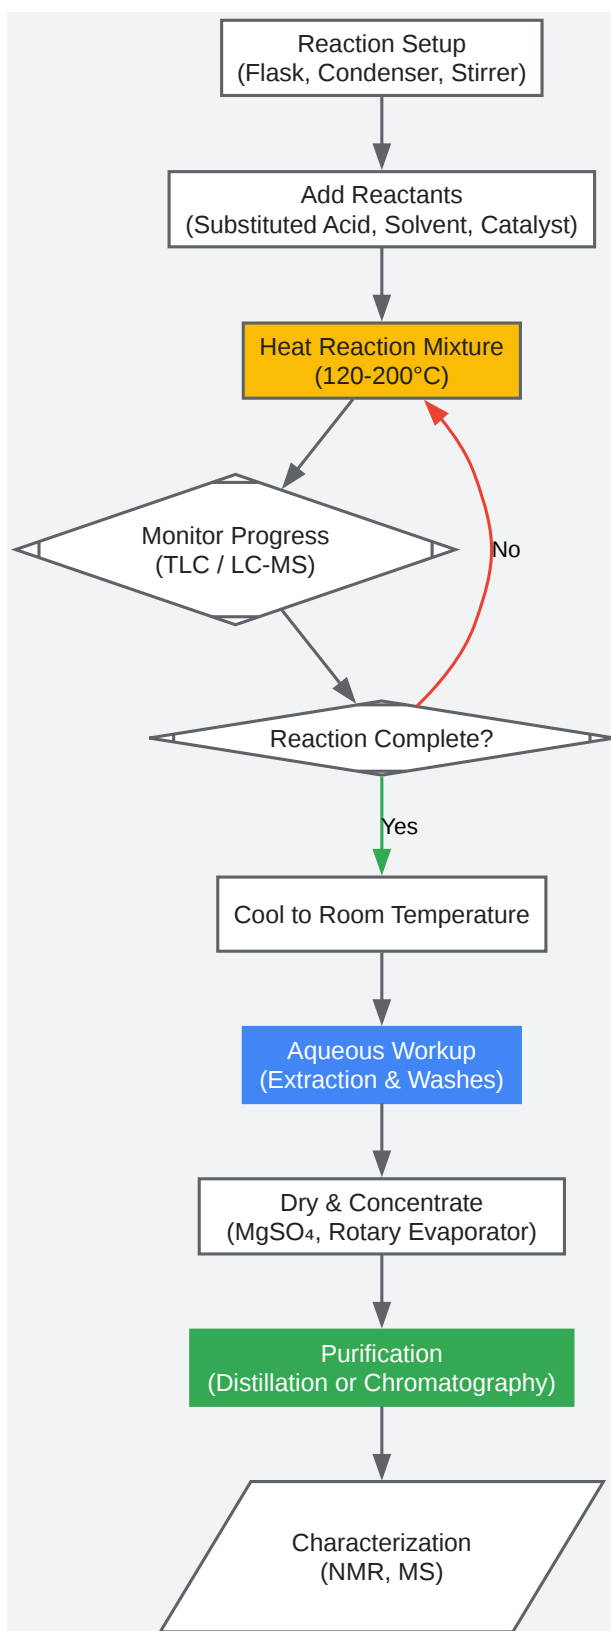 Reaction Setup
(Flask, Condenser, Stirrer)
Add Reactants
(Substituted Acid, Solvent, Catalyst)
Heat Reaction Mixture
(120-200°C)
Monitor Progress
(TLC / LC-MS)
No
Reaction Complete?
Yes
Cool to Room Temperature
Aqueous Workup
(Extraction & Washes)
Dry & Concentrate
(MgSO₄, Rotary Evaporator)
Purification
(Distillation or Chromatography)
Characterization
(NMR, MS)